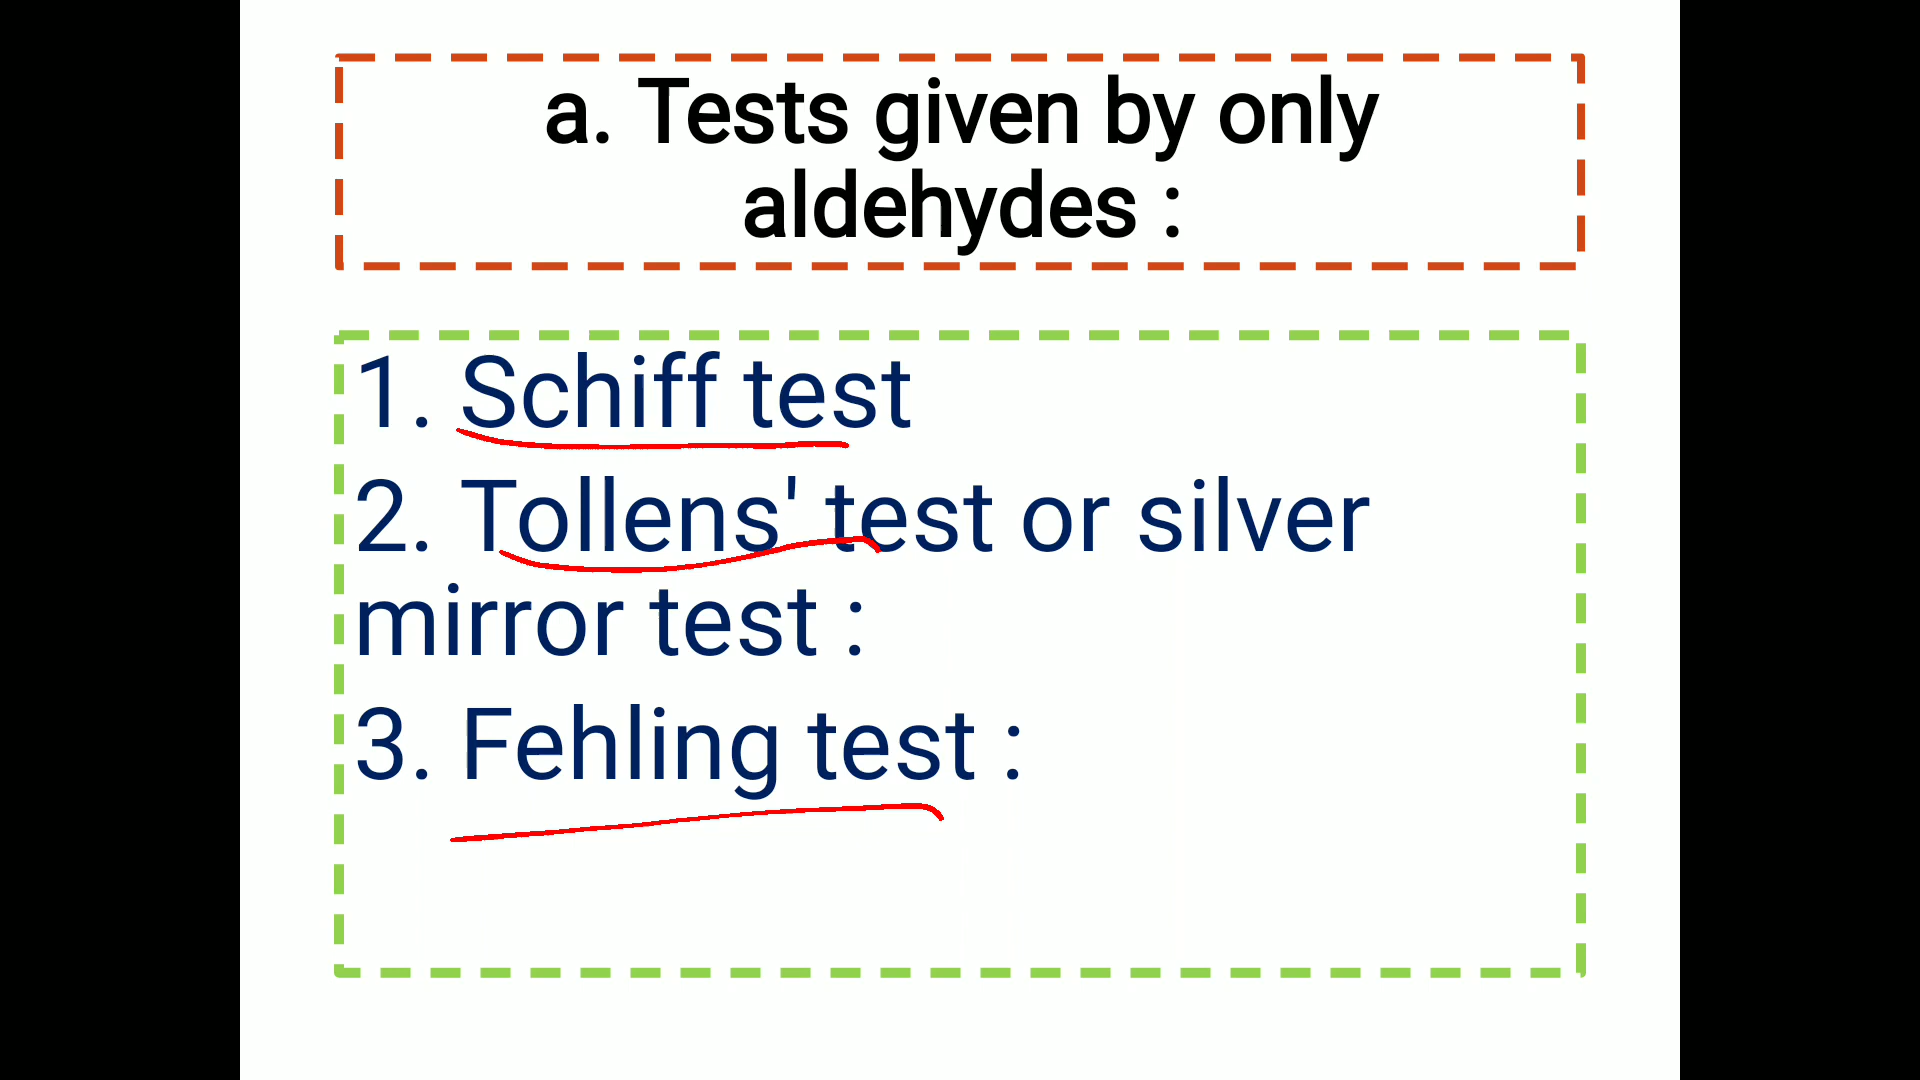 a. Tests given by only
aldehydes :
1. Schiff test
2. Tollens' test or silver
mirror test :
3. Fehling test :